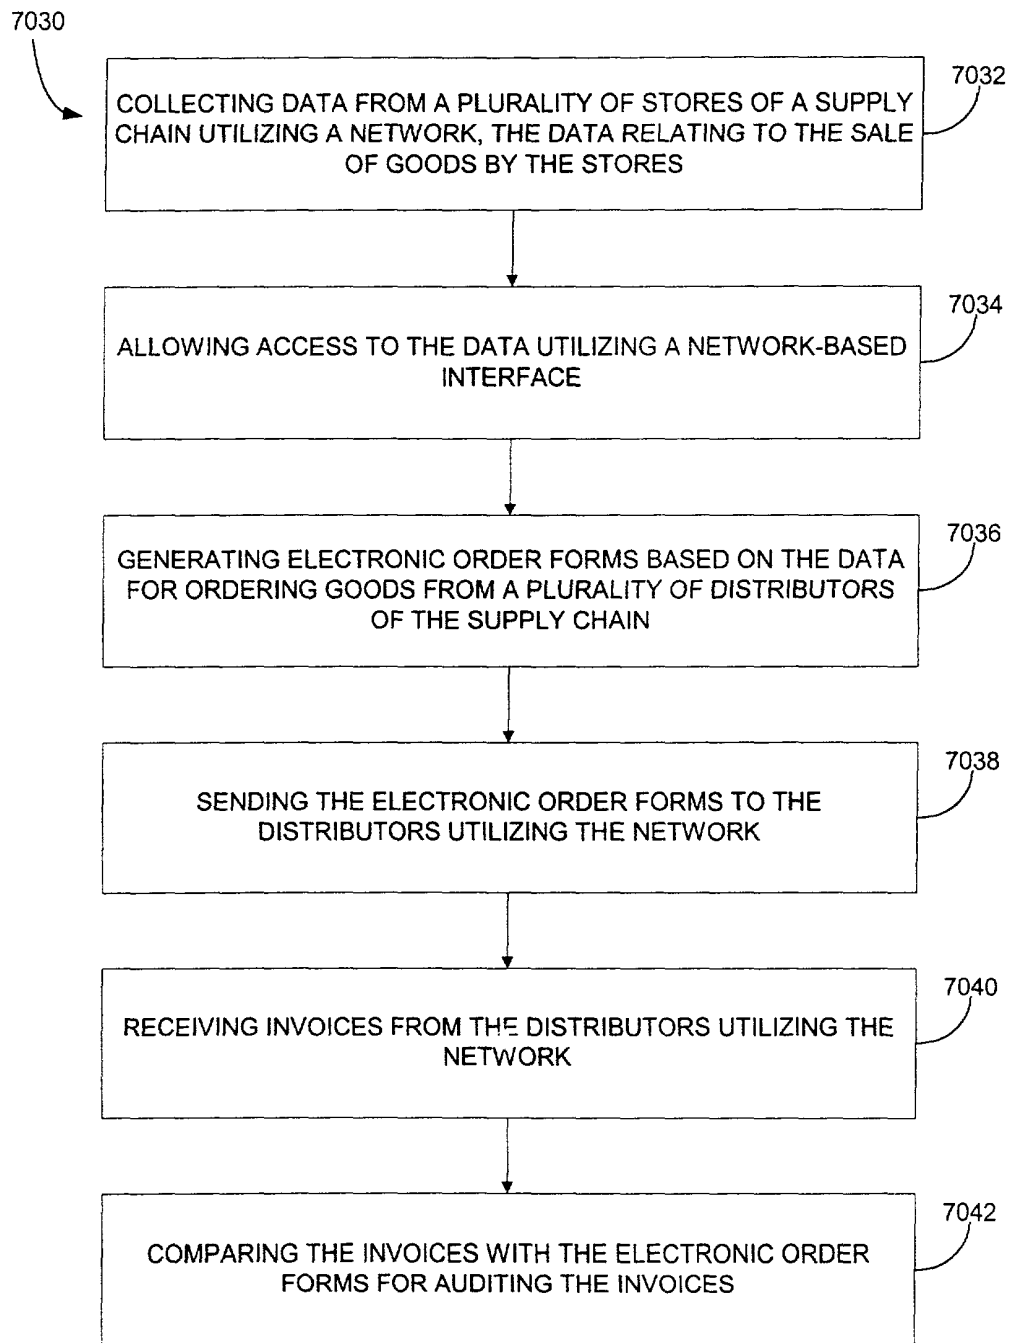 7030
7032
COLLECTING DATA FROM A PLURALITY OF STORES OF A SUPPLY
CHAIN UTILIZING A NETWORK, THE DATA RELATING TO THE SALE
OF GOODS BY THE STORES
7034
ALLOWING ACCESS TO THE DATA UTILIZING A NETWORK-BASED
INTERFACE
7036
GENERATING ELECTRONIC ORDER FORMS BASED ON THE DATA
FOR ORDERING GOODS FROM A PLURALITY OF DISTRIBUTORS
OF THE SUPPLY CHAIN
7038
SENDING THE ELECTRONIC ORDER FORMS TO THE
DISTRIBUTORS UTILIZING THE NETWORK
7040
RECEIVING INVOICES FROM THE DISTRIBUTORS UTILIZING THE
NETWORK
7042
COMPARING THE INVOICES WITH THE ELECTRONIC ORDER
FORMS FOR AUDITING THE INVOICES